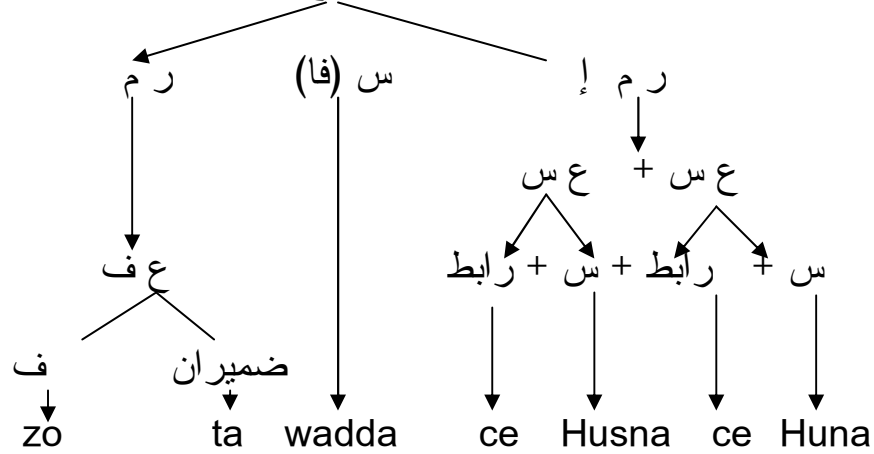 ر م إ س (فا) ر م
ع س + ع س
س + رابط + س + رابط ع ف
ضميران ف
zo ta wadda ce Husna ce Huna